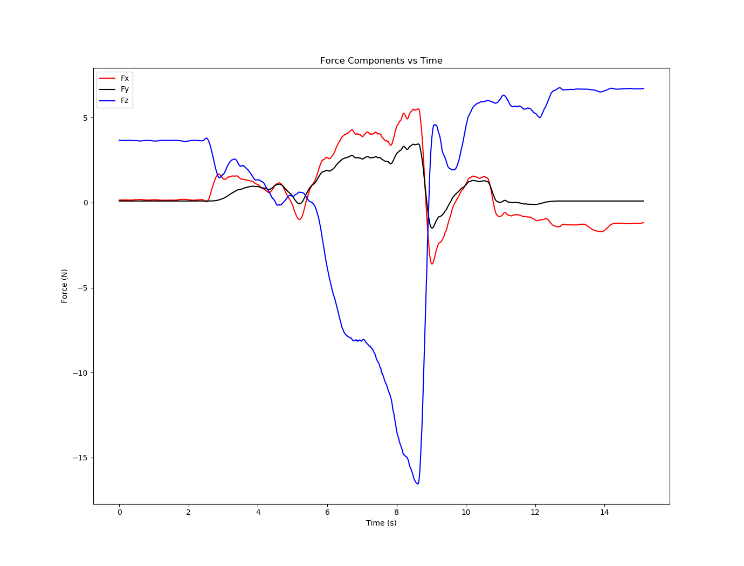 Force Components vs Time
Fx
Fy
Fz
5
0
−5
−10
−15
Force (N)
0 2 4 6 8 10 12 14
Time (s)